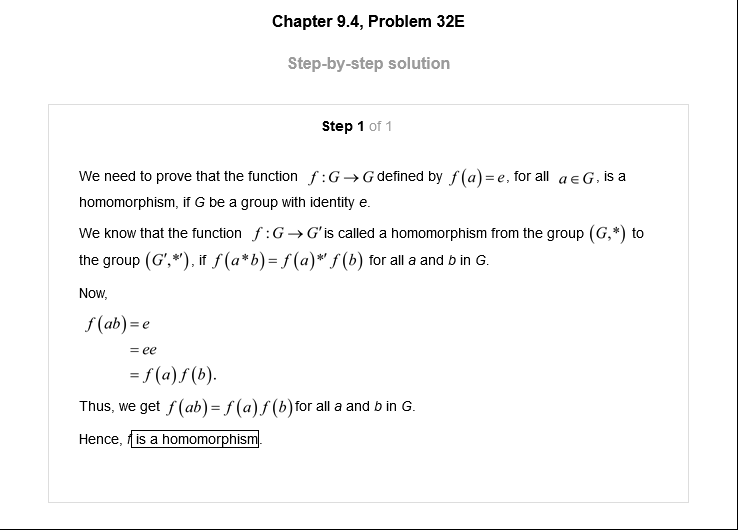 Chapter 9.4, Problem 32E
Step-by-step solution
Step 1 of 1
We need to prove that the function f : G → G defined by f(a) = e, for all a ∈ G, is a
homomorphism, if G be a group with identity e.
We know that the function f : G → G' is called a homomorphism from the group (G,*) to
the group (G',*'), if f(a*b) = f(a)*' f(b) for all a and b in G.
Now,
f(ab) = e
= ee
= f(a) f(b).
Thus, we get f(ab) = f(a) f(b) for all a and b in G.
Hence, f is a homomorphism.